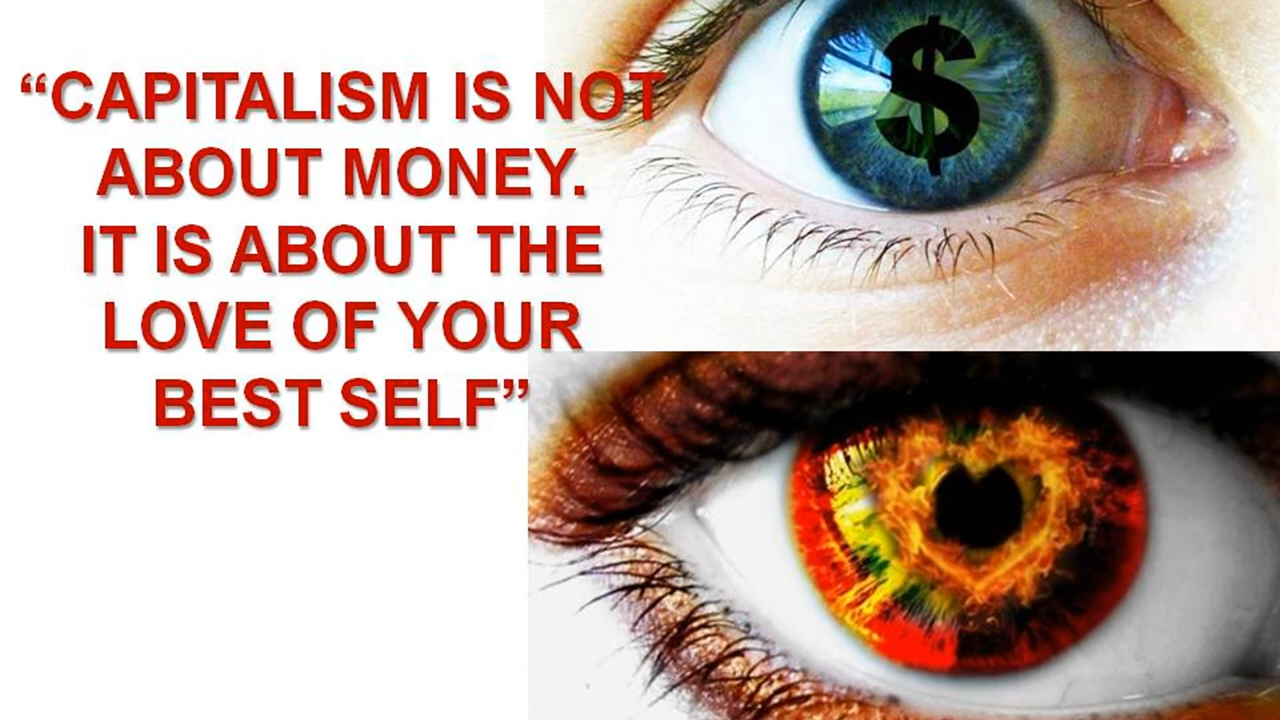 “CAPITALISM IS NOT
ABOUT MONEY.
IT IS ABOUT THE
LOVE OF YOUR
BEST SELF”
$